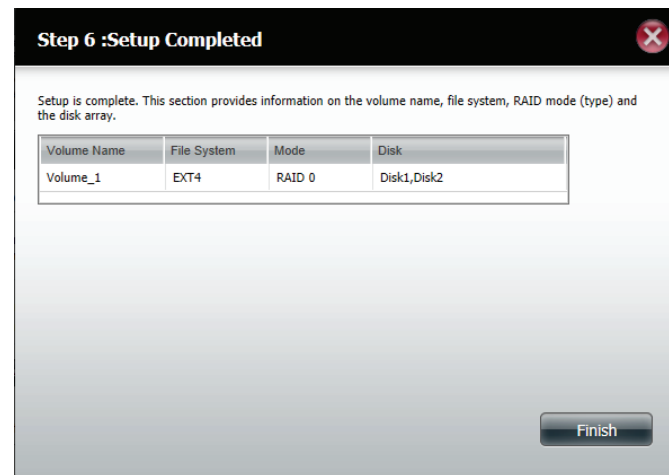 Step 6 :Setup Completed
Setup is complete. This section provides information on the volume name, file system, RAID mode (type) and
the disk array.
Volume Name File System Mode Disk
Volume_1 EXT4 RAID 0 Disk1,Disk2
Finish